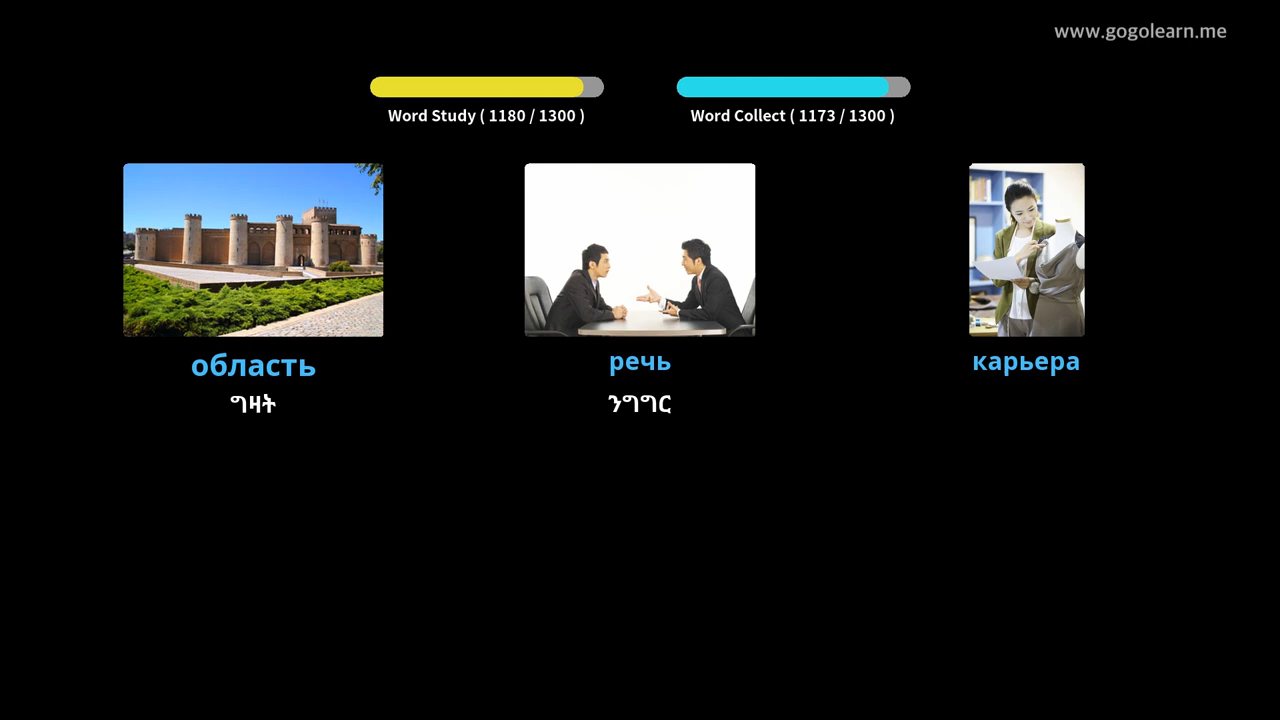 www.gogolearn.me
Word Study ( 1180 / 1300 )
Word Collect ( 1173 / 1300 )
область
речь
карьера
ግዛት
ንግግር